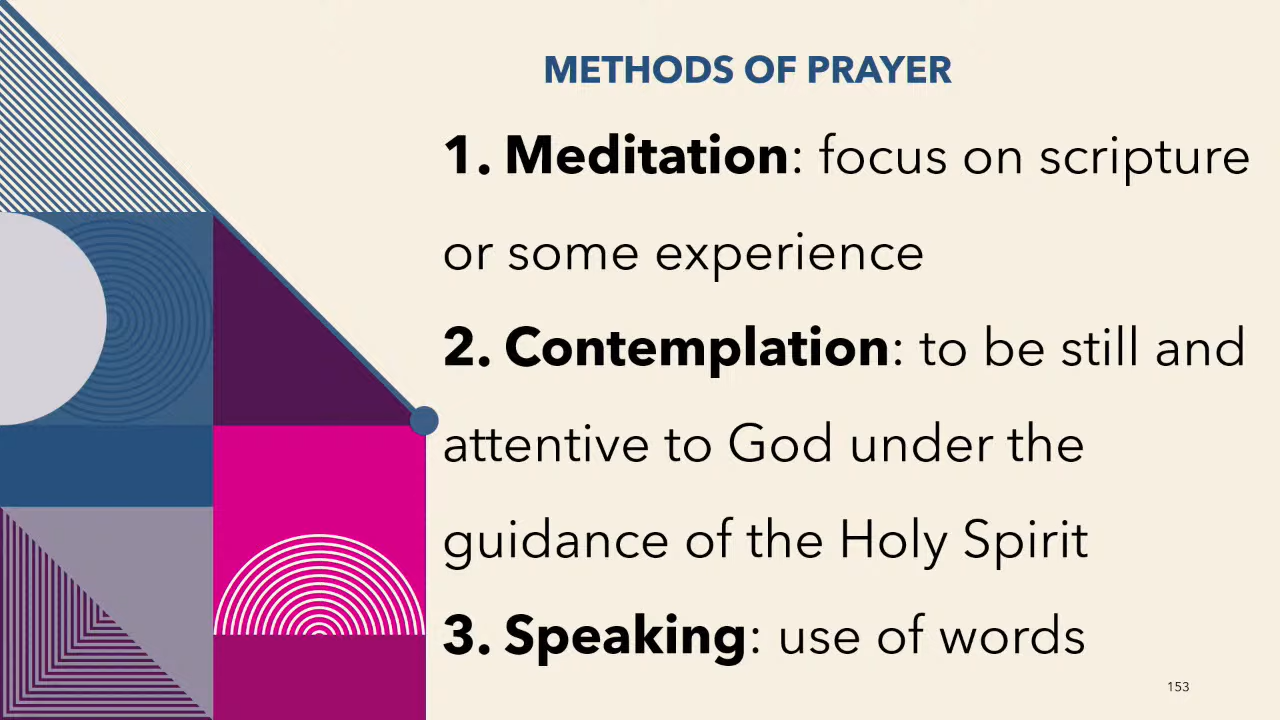 METHODS OF PRAYER
1. Meditation: focus on scripture
or some experience
2. Contemplation: to be still and
attentive to God under the
guidance of the Holy Spirit
3. Speaking: use of words
153